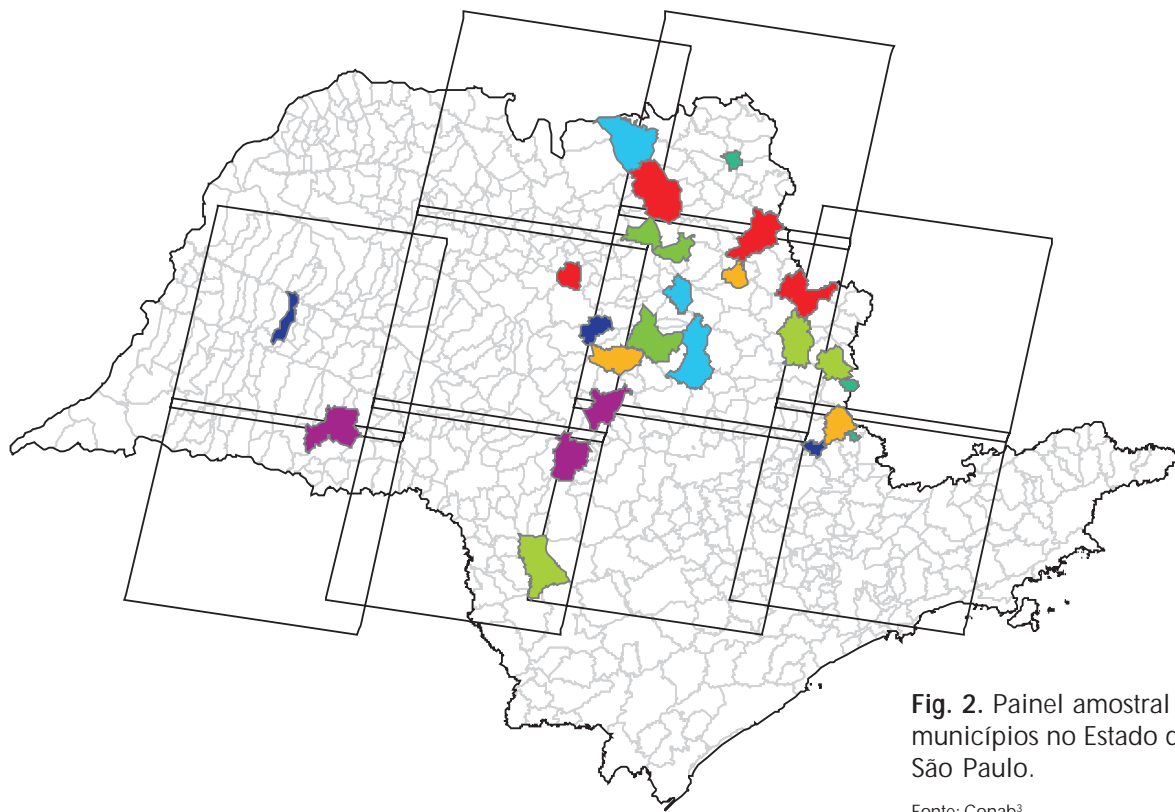 Fig. 2. Painel amostral
municípios no Estado
São Paulo.
Fonte: Conab³